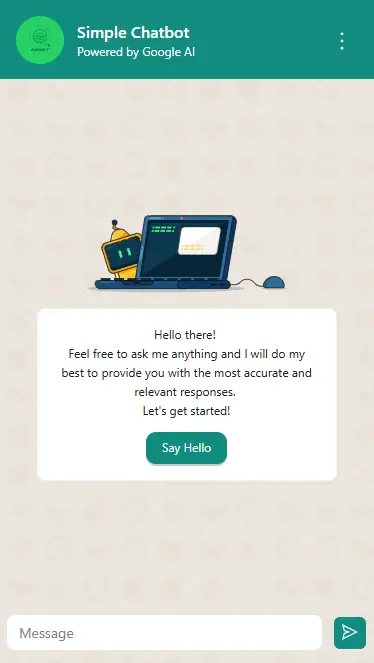 Simple Chatbot
Powered by Google AI
Hello there!
Feel free to ask me anything and I will do my
best to provide you with the most accurate and
relevant responses.
Let's get started!
Say Hello
Message